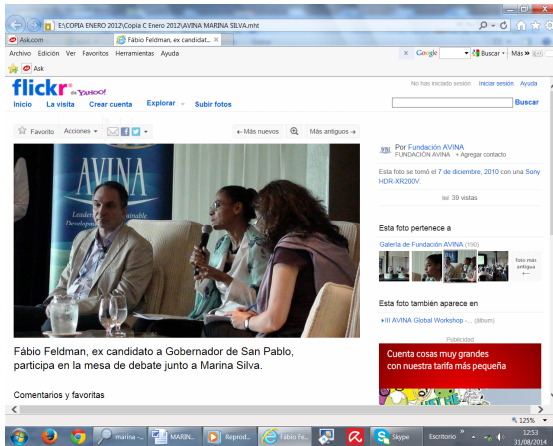 E:\COPIA ENERO 2012\Copia C Enero 2012\AVINA MARINA SILVA.mht
Ask.com
Fábio Feldman, ex candidat...
Archivo Edición Ver Favoritos Herramientas Ayuda
Google
Buscar
Más »
Ask
flickr de YAHOO!
No has iniciado sesión Iniciar sesión Ayuda
Inicio La visita Crear cuenta Explorar Subir fotos
Buscar
Favorito Acciones
← Más nuevos
Más antiguos →
AVINA
Leadership
Sustainable
Por Fundación AVINA
FUNDACIÓN AVINA + Agregar contacto
Esta foto se tomó el 7 de diciembre, 2010 con una Sony
HDR-XR200V.
39 vistas
Esta foto pertenece a
Galería de Fundación AVINA (190)
foto más
antigua
←
Esta foto también aparece en
III AVINA Global Workshop -... (álbum)
Publicidad
Cuenta cosas muy grandes
con nuestra tarifa más pequeña
Fábio Feldman, ex candidato a Gobernador de San Pablo,
participa en la mesa de debate junto a Marina Silva.
Comentarios y favoritas
125%
marina -...
MARIN...
Reprod...
Fábio Fe...
Skype
Escritorio
12:53
31/08/2014